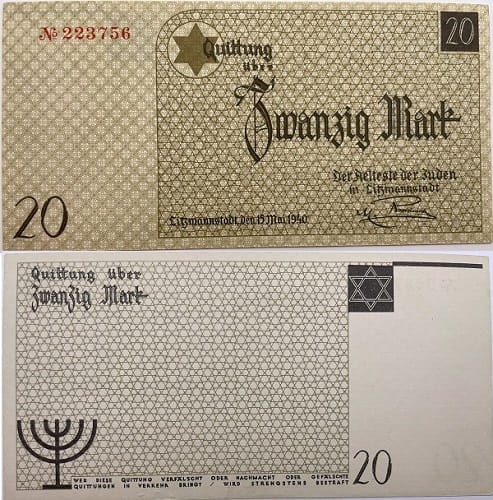 № 223756
Quittung
über
20
Zwanzig Mark
Der Aelteste der Juden
in Litzmannstadt
Litzmannstadt, den 15. Mai 1940
20
Quittung über
Zwanzig Mark
20
WER DIESE QUITTUNG VERFÄLSCHT ODER NACHMACHT ODER GEFÄLSCHTE
QUITTUNGEN IN VERKEHR BRINGT / WIRD STRENGSTENS BESTRAFT